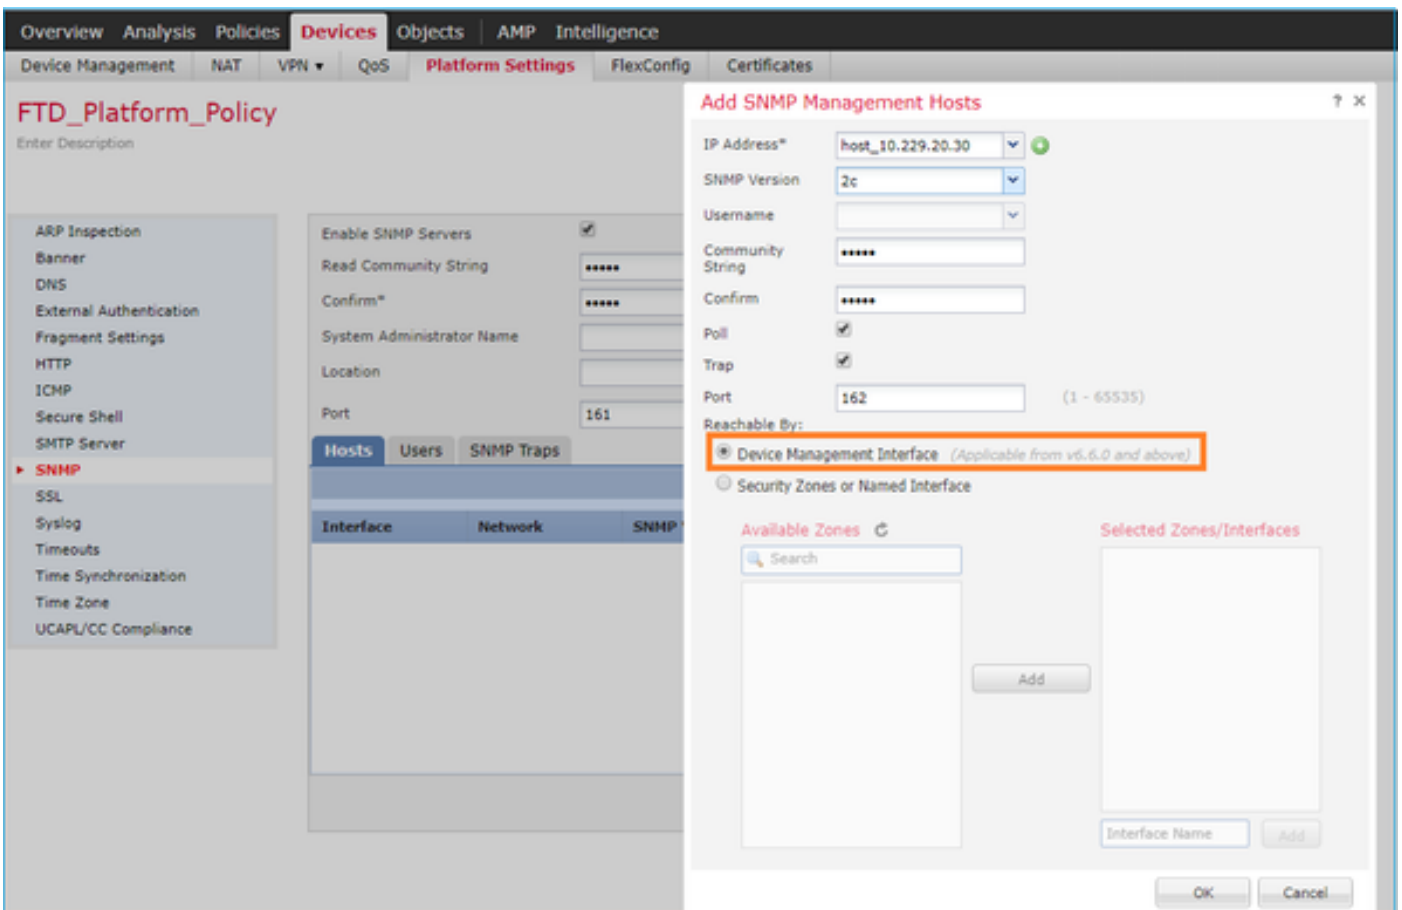 Overview Analysis Policies Devices Objects AMP Intelligence
Device Management NAT VPN ▾ QoS Platform Settings FlexConfig Certificates
FTD_Platform_Policy
Enter Description
ARP Inspection
Banner
DNS
External Authentication
Fragment Settings
HTTP
ICMP
Secure Shell
SMTP Server
SNMP
SSL
Syslog
Timeouts
Time Synchronization
Time Zone
UCAPL/CC Compliance
Enable SNMP Servers
Read Community String •••••
Confirm* •••••
System Administrator Name
Location
Port 161
Hosts Users SNMP Traps
Interface Network SNMP
Add SNMP Management Hosts ? ×
IP Address* host_10.229.20.30
SNMP Version 2c
Username
Community
String •••••
Confirm •••••
Poll
Trap
Port 162 (1 - 65535)
Reachable By:
Device Management Interface (Applicable from v6.6.0 and above)
Security Zones or Named Interface
Available Zones
Search
Add
Selected Zones/Interfaces
Interface Name Add
OK Cancel